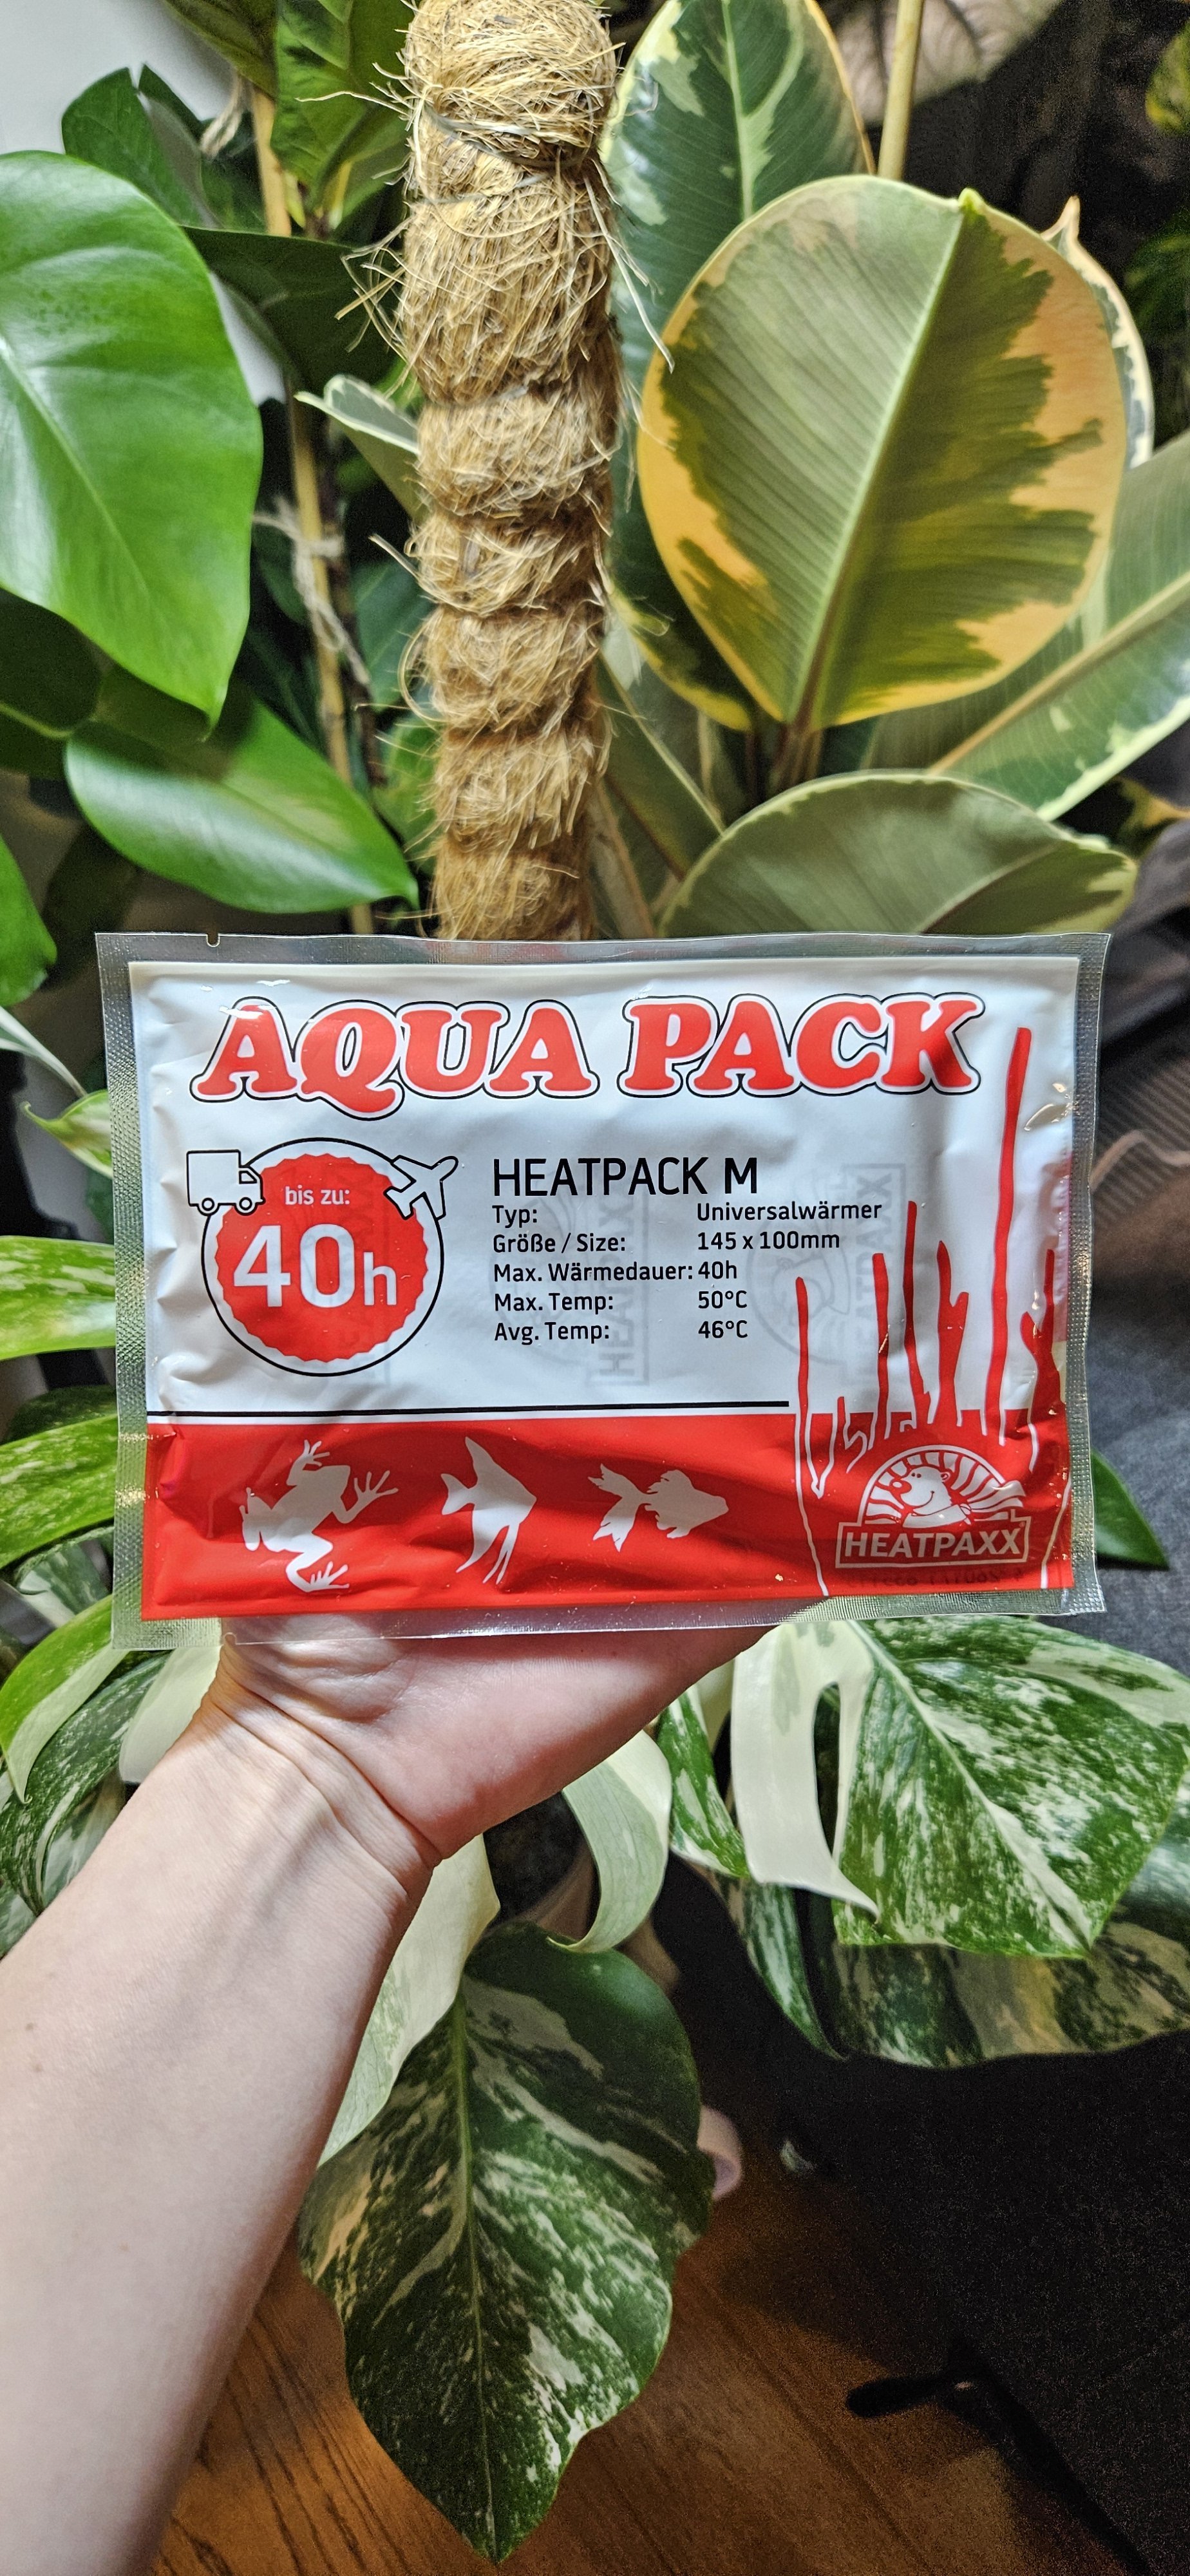 AQUA PACK
bis zu:
40h
HEATPACK M
Typ: Universalwärmer
Größe / Size: 145 x 100mm
Max. Wärmedauer: 40h
Max. Temp: 50°C
Avg. Temp: 46°C
HEATPAXX